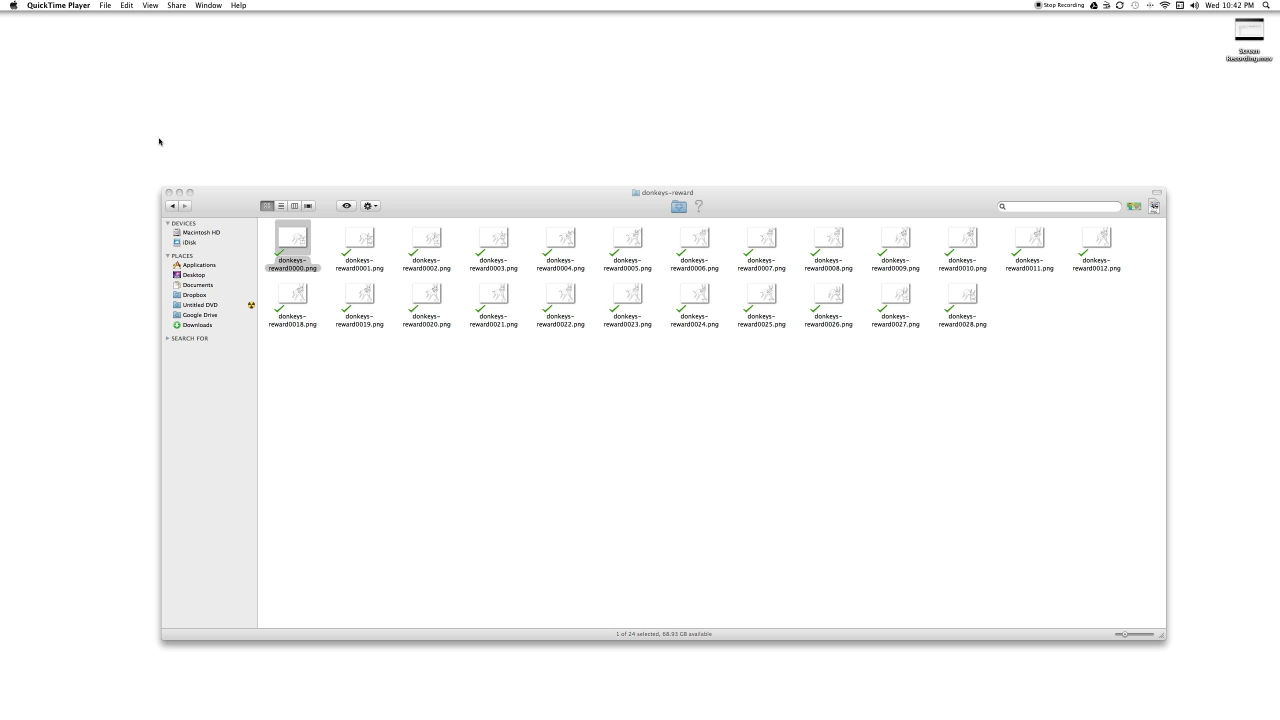 QuickTime Player File Edit View Share Window Help Stop Recording Wed 10:42 PM
Screen
Recording.mov
donkeys-reward
?
DEVICES
Macintosh HD
iDisk
PLACES
Applications
Desktop
Documents
Dropbox
Untitled DVD
Google Drive
Downloads
SEARCH FOR
donkeys- donkeys- donkeys- donkeys- donkeys- donkeys- donkeys- donkeys- donkeys- donkeys- donkeys- donkeys- donkeys-
reward0000.png reward0001.png reward0002.png reward0003.png reward0004.png reward0005.png reward0006.png reward0007.png reward0008.png reward0009.png reward0010.png reward0011.png reward0012.png
donkeys- donkeys- donkeys- donkeys- donkeys- donkeys- donkeys- donkeys- donkeys- donkeys- donkeys-
reward0018.png reward0019.png reward0020.png reward0021.png reward0022.png reward0023.png reward0024.png reward0025.png reward0026.png reward0027.png reward0028.png
1 of 24 selected, 68.93 GB available